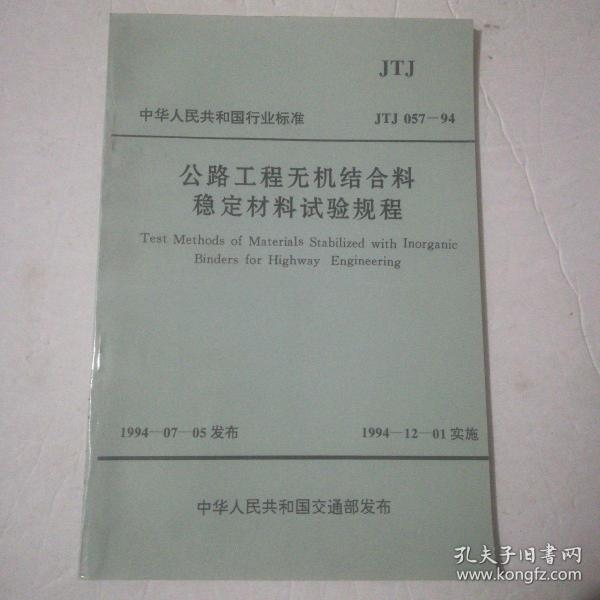 JTJ
中华人民共和国行业标准 JTJ 057—94
公路工程无机结合料
稳定材料试验规程
Test Methods of Materials Stabilized with Inorganic
Binders for Highway Engineering
1994—07—05发布 1994—12—01实施
中华人民共和国交通部发布
孔夫子旧书网
www.kongfz.com